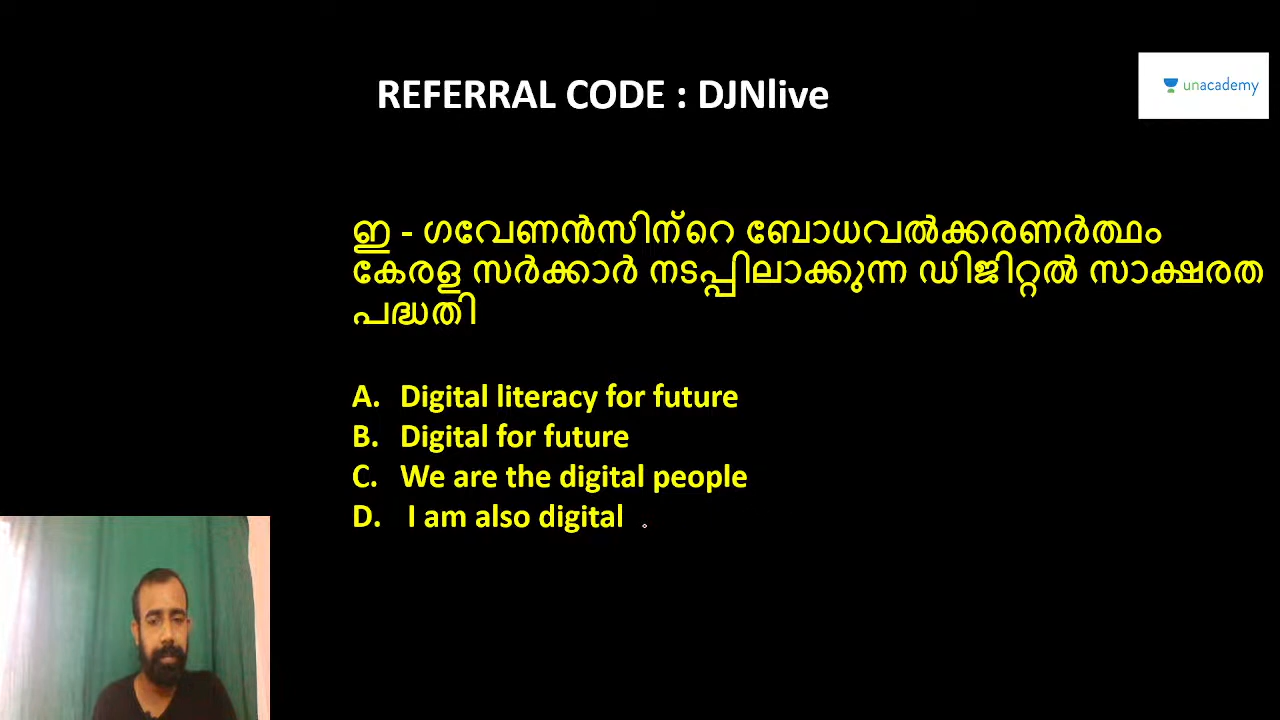 REFERRAL CODE : DJNlive
unacademy
ഇ - ഗവേണൻസിന്റെ ബോധവൽക്കരണർത്ഥം
കേരള സർക്കാർ നടപ്പിലാക്കുന്ന ഡിജിറ്റൽ സാക്ഷരത
പദ്ധതി
A. Digital literacy for future
B. Digital for future
C. We are the digital people
D. I am also digital